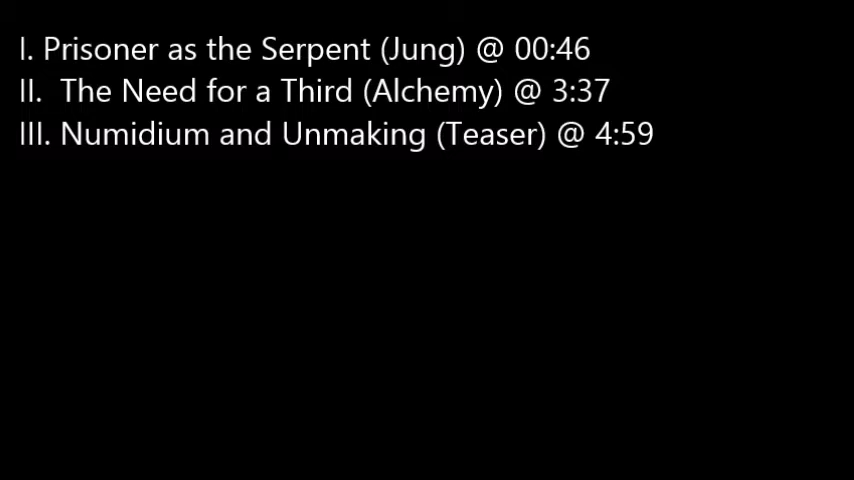 I. Prisoner as the Serpent (Jung) @ 00:46
II.  The Need for a Third (Alchemy) @ 3:37
III. Numidium and Unmaking (Teaser) @ 4:59